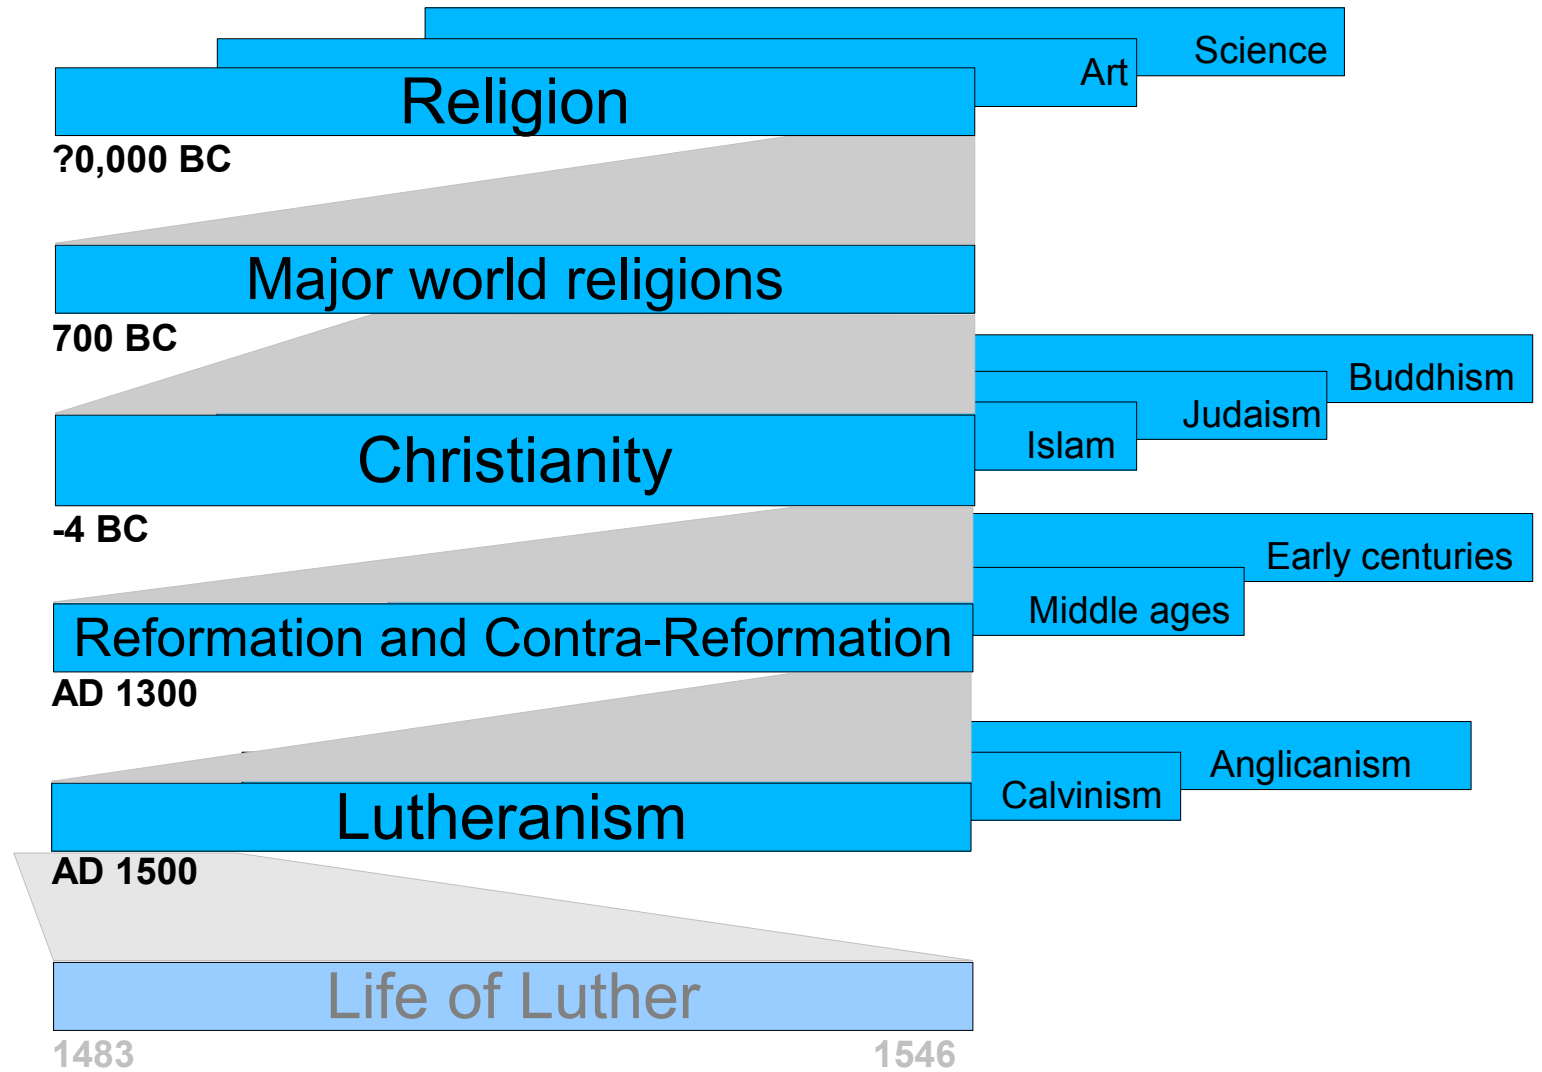 Science
Art
Religion
?0,000 BC
Major world religions
700 BC
Buddhism
Judaism
Islam
Christianity
-4 BC
Early centuries
Middle ages
Reformation and Contra-Reformation
AD 1300
Anglicanism
Calvinism
Lutheranism
AD 1500
Life of Luther
1483 1546